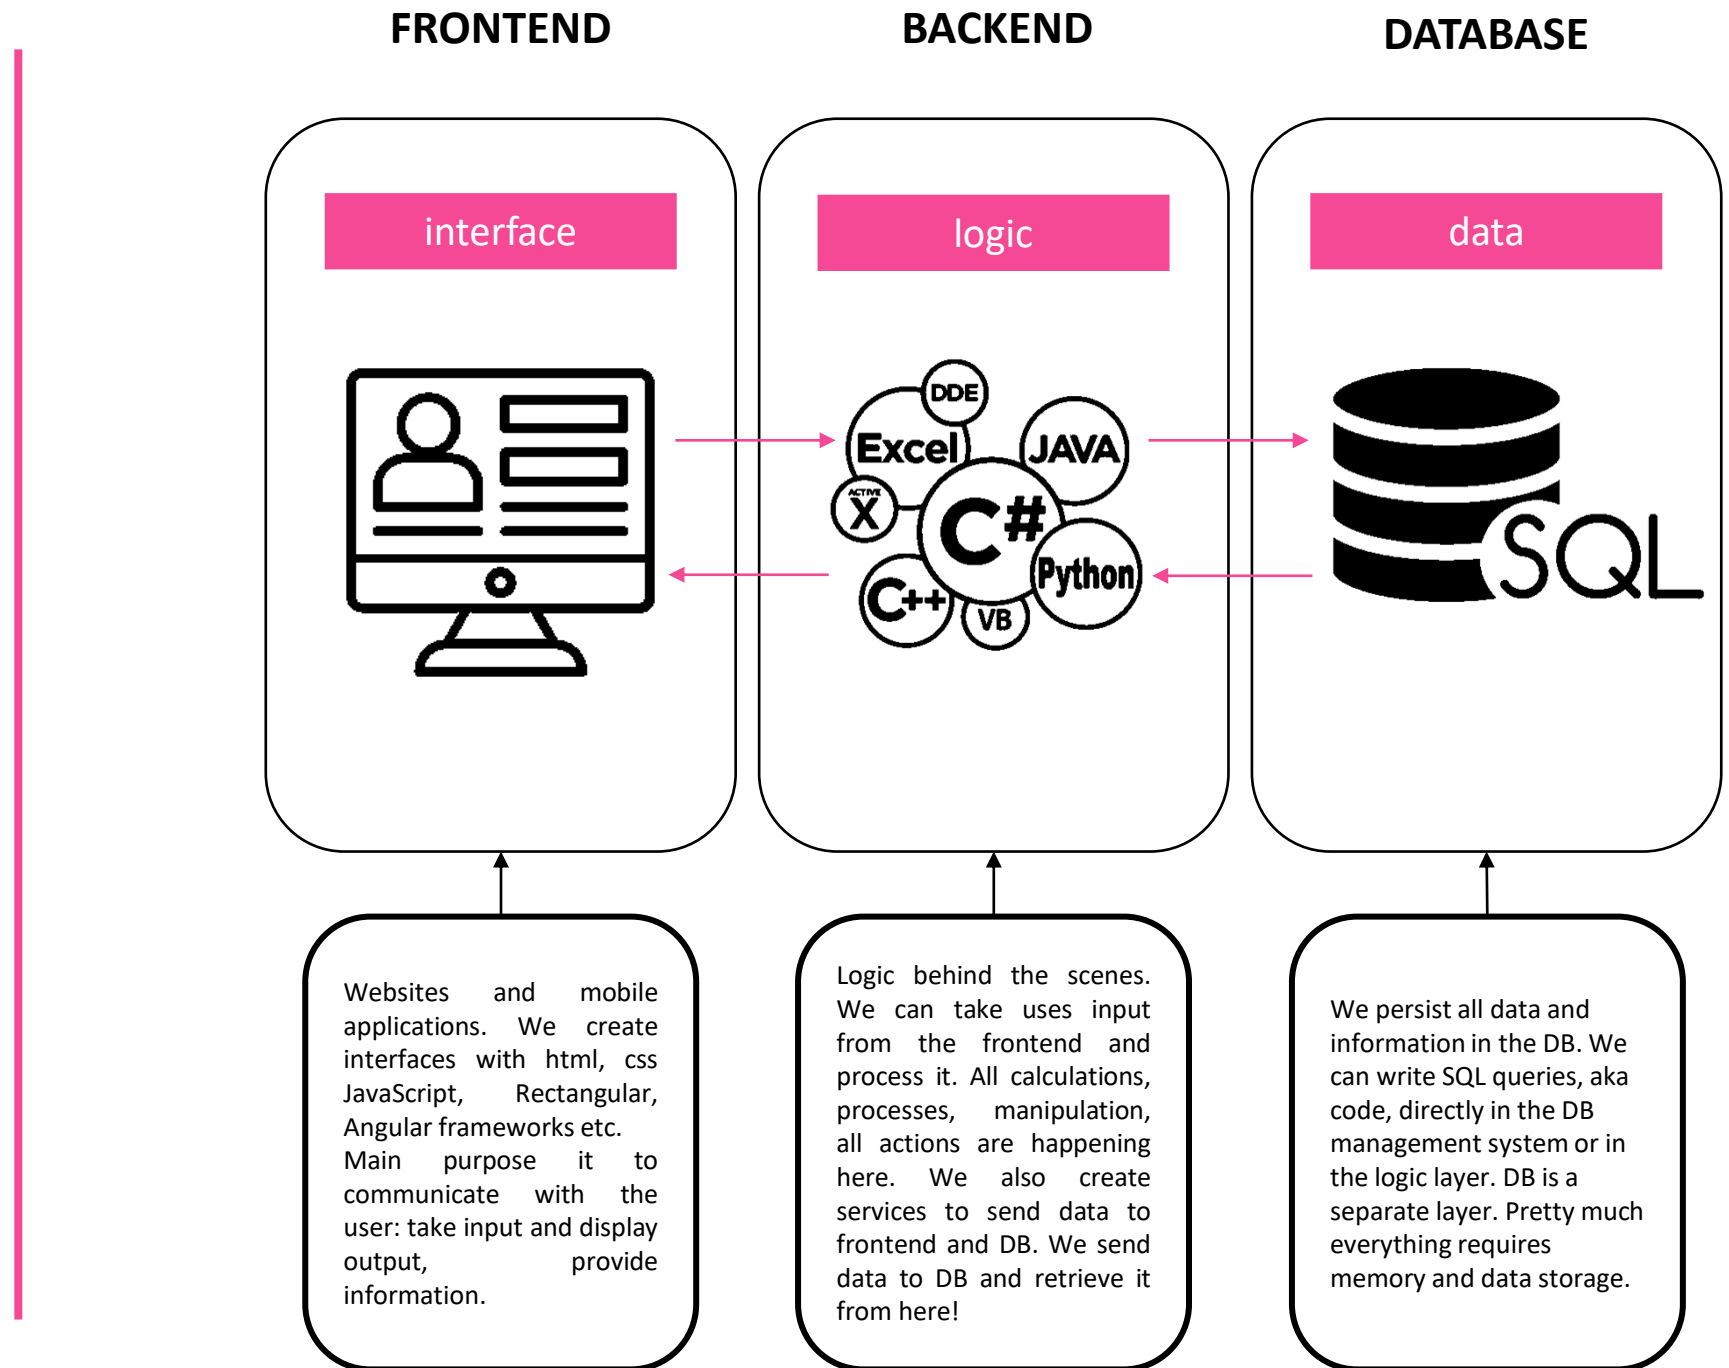 FRONTEND
BACKEND
DATABASE
interface
logic
data
DDE
Excel
JAVA
ACTIVE
X
C#
Python
C++
VB
SQL
Websites and mobile
applications. We create
interfaces with html, css
JavaScript, Rectangular,
Angular frameworks etc.
Main purpose it to
communicate with the
user: take input and display
output, provide
information.
Logic behind the scenes.
We can take uses input
from the frontend and
process it. All calculations,
processes, manipulation,
all actions are happening
here. We also create
services to send data to
frontend and DB. We send
data to DB and retrieve it
from here!
We persist all data and
information in the DB. We
can write SQL queries, aka
code, directly in the DB
management system or in
the logic layer. DB is a
separate layer. Pretty much
everything requires
memory and data storage.